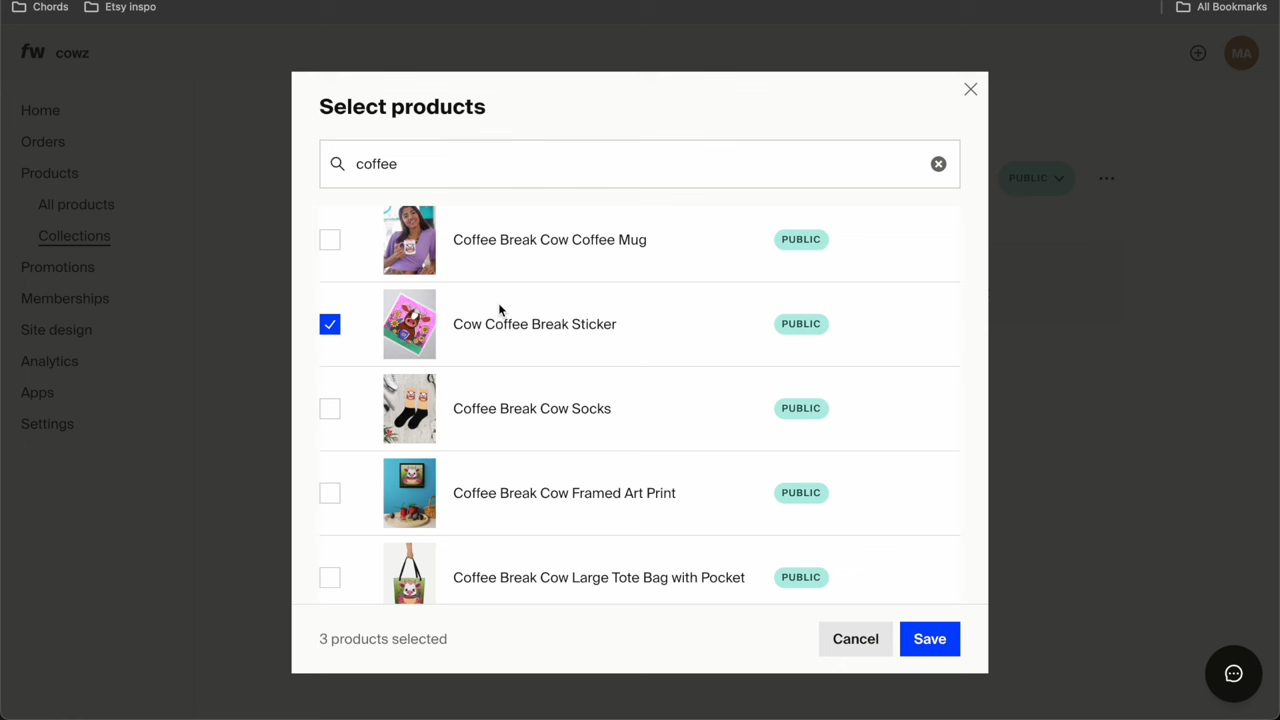 Chords
Etsy inspo
All Bookmarks
fw cowz
MA
Home
Orders
Products
All products
Collections
Promotions
Memberships
Site design
Analytics
Apps
Settings
PUBLIC
Select products
coffee
Coffee Break Cow Coffee Mug PUBLIC
Cow Coffee Break Sticker PUBLIC
Coffee Break Cow Socks PUBLIC
Coffee Break Cow Framed Art Print PUBLIC
Coffee Break Cow Large Tote Bag with Pocket PUBLIC
3 products selected
Cancel
Save